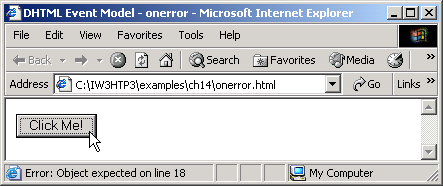 DHTML Event Model - onerror - Microsoft Internet Explorer
File Edit View Favorites Tools Help
Back Search Favorites Media
Address C:\IW3HTP3\examples\ch14\onerror.html Go Links
Click Me!
Error: Object expected on line 18 My Computer